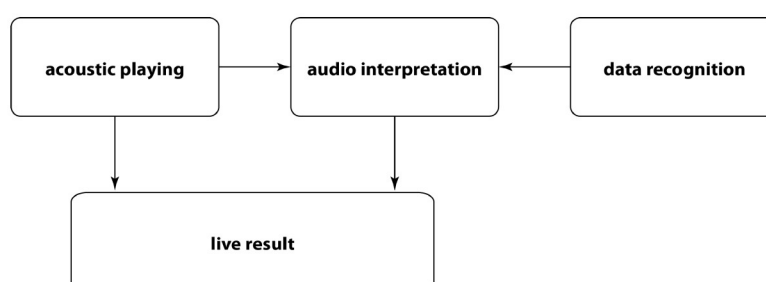 acoustic playing
audio interpretation
data recognition
live result